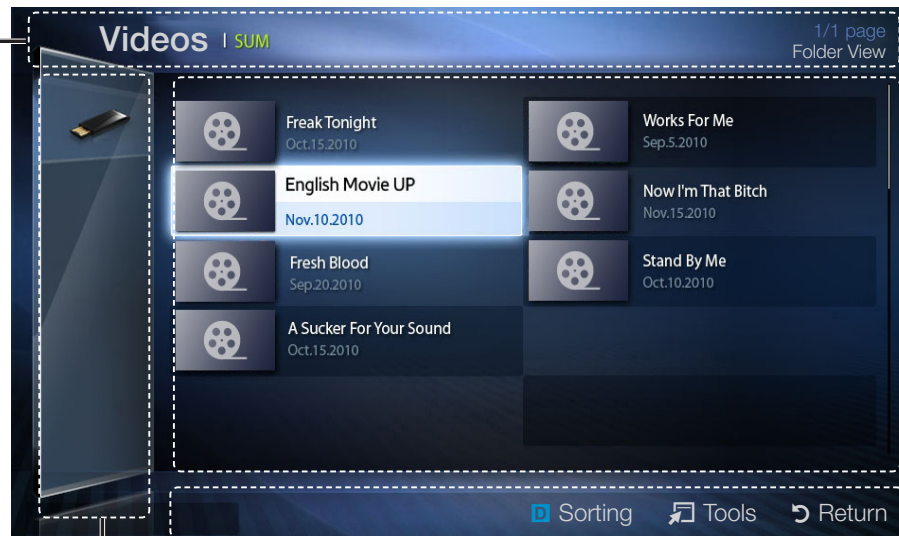 Videos | SUM
1/1 page
Folder View
Freak Tonight
Oct.15.2010
Works For Me
Sep.5.2010
English Movie UP
Nov.10.2010
Now I'm That Bitch
Nov.15.2010
Fresh Blood
Sep.20.2010
Stand By Me
Oct.10.2010
A Sucker For Your Sound
Oct.15.2010
D Sorting
Tools
Return